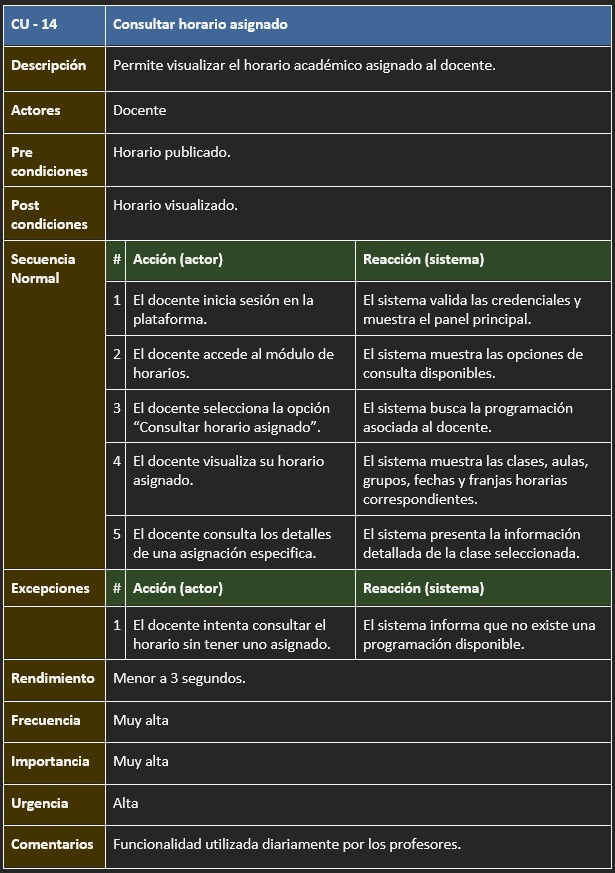 CU - 14 Consultar horario asignado
Descripción Permite visualizar el horario académico asignado al docente.
Actores Docente
Pre
condiciones
Horario publicado.
Post
condiciones
Horario visualizado.
Secuencia
Normal
# Acción (actor) Reacción (sistema)
1 El docente inicia sesión en la
plataforma.
El sistema valida las credenciales y
muestra el panel principal.
2 El docente accede al módulo de
horarios.
El sistema muestra las opciones de
consulta disponibles.
3 El docente selecciona la opción
“Consultar horario asignado”.
El sistema busca la programación
asociada al docente.
4 El docente visualiza su horario
asignado.
El sistema muestra las clases, aulas,
grupos, fechas y franjas horarias
correspondientes.
5 El docente consulta los detalles
de una asignación especifica.
El sistema presenta la información
detallada de la clase seleccionada.
Excepciones # Acción (actor) Reacción (sistema)
1 El docente intenta consultar el
horario sin tener uno asignado.
El sistema informa que no existe una
programación disponible.
Rendimiento Menor a 3 segundos.
Frecuencia Muy alta
Importancia Muy alta
Urgencia Alta
Comentarios Funcionalidad utilizada diariamente por los profesores.